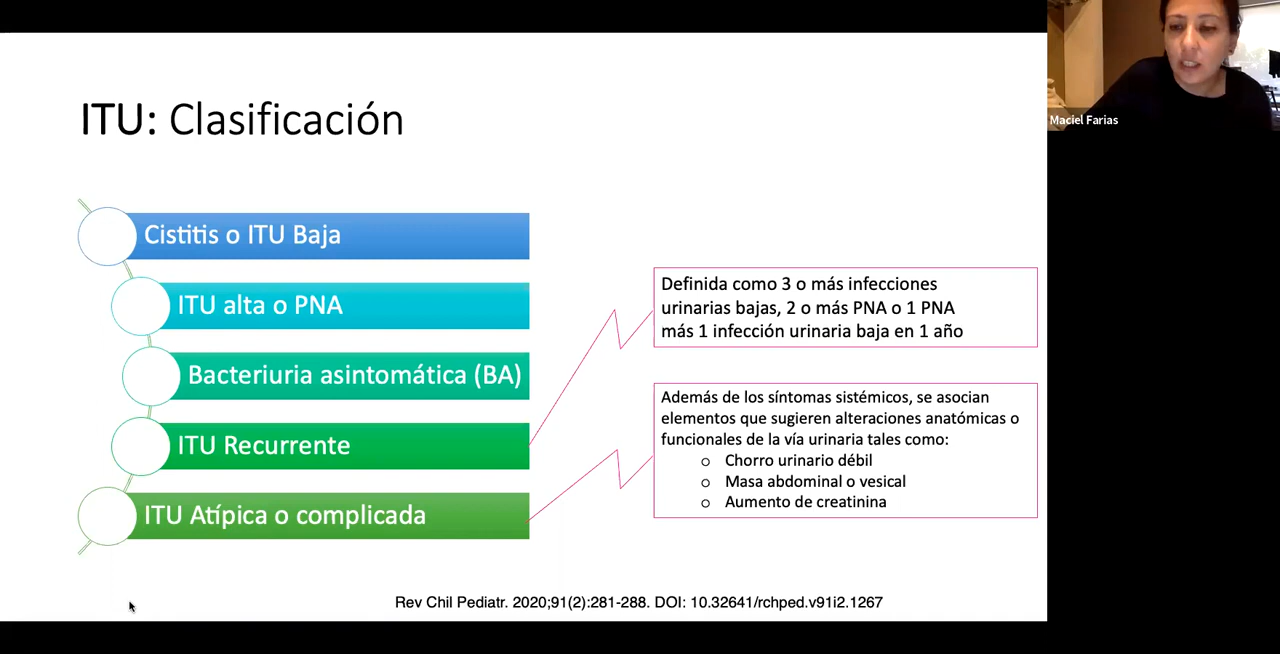 ITU: Clasificación
Cistitis o ITU Baja
ITU alta o PNA
Bacteriuria asintomática (BA)
ITU Recurrente
ITU Atípica o complicada
Definida como 3 o más infecciones
urinarias bajas, 2 o más PNA o 1 PNA
más 1 infección urinaria baja en 1 año
Además de los síntomas sistémicos, se asocian
elementos que sugieren alteraciones anatómicas o
funcionales de la vía urinaria tales como:
o Chorro urinario débil
o Masa abdominal o vesical
o Aumento de creatinina
Rev Chil Pediatr. 2020;91(2):281-288. DOI: 10.32641/rchped.v91i2.1267
Maciel Farias